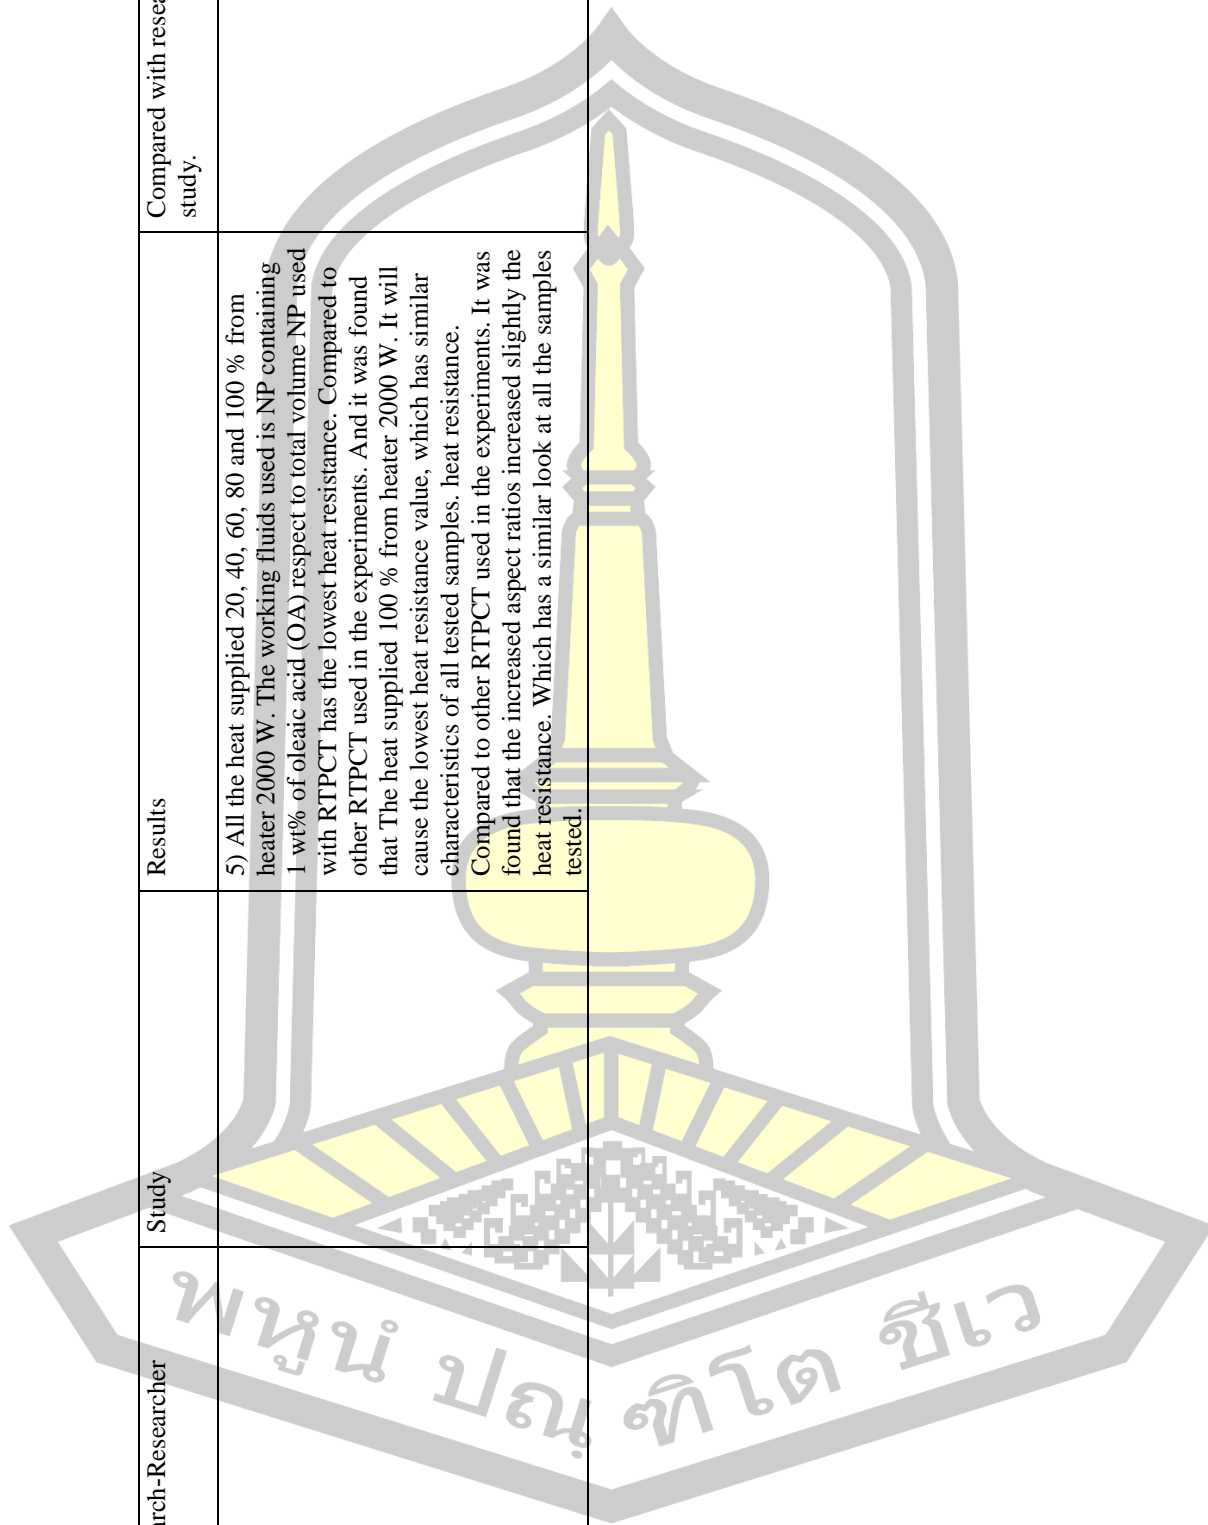 arch-Researcher
Study
Results
Compared with resea
study.
5) All the heat supplied 20, 40, 60, 80 and 100 % from
heater 2000 W. The working fluids used is NP containing
1 wt% of oleaic acid (OA) respect to total volume NP used
with RTPCT has the lowest heat resistance. Compared to
other RTPCT used in the experiments. And it was found
that The heat supplied 100 % from heater 2000 W. It will
cause the lowest heat resistance value, which has similar
characteristics of all tested samples. heat resistance.
Compared to other RTPCT used in the experiments. It was
found that the increased aspect ratios increased slightly the
heat resistance. Which has a similar look at all the samples
tested.
พหูนํ ปณฺฑิโต ชีเว